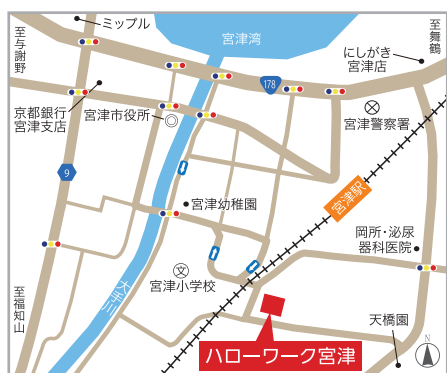 ミップル
至与謝野
宮津湾
至舞鶴
にしがき
宮津店
178
京都銀行
宮津支店
宮津市役所
宮津警察署
9
宮津幼稚園
宮津駅
岡所・泌尿
器科医院
文
宮津小学校
大手川
至福知山
天橋園
ハローワーク宮津
N